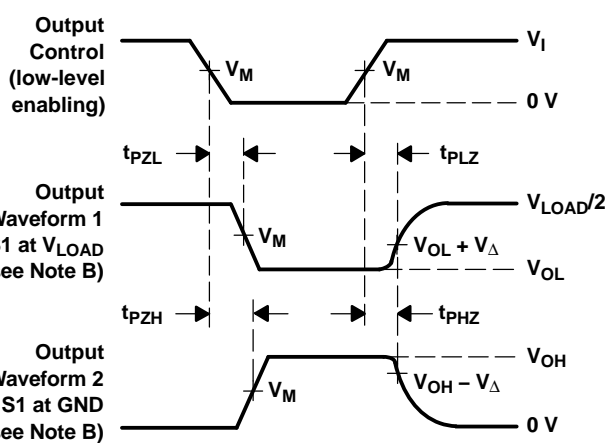 Output
Control
(low-level
enabling)
V_M
V_M
V_I
0 V
t_PZL
t_PLZ
Output
Waveform 1
S1 at V_LOAD
(see Note B)
V_M
V_LOAD/2
V_OL + V_Δ
V_OL
t_PZH
t_PHZ
Output
Waveform 2
S1 at GND
(see Note B)
V_M
V_OH
V_OH – V_Δ
0 V